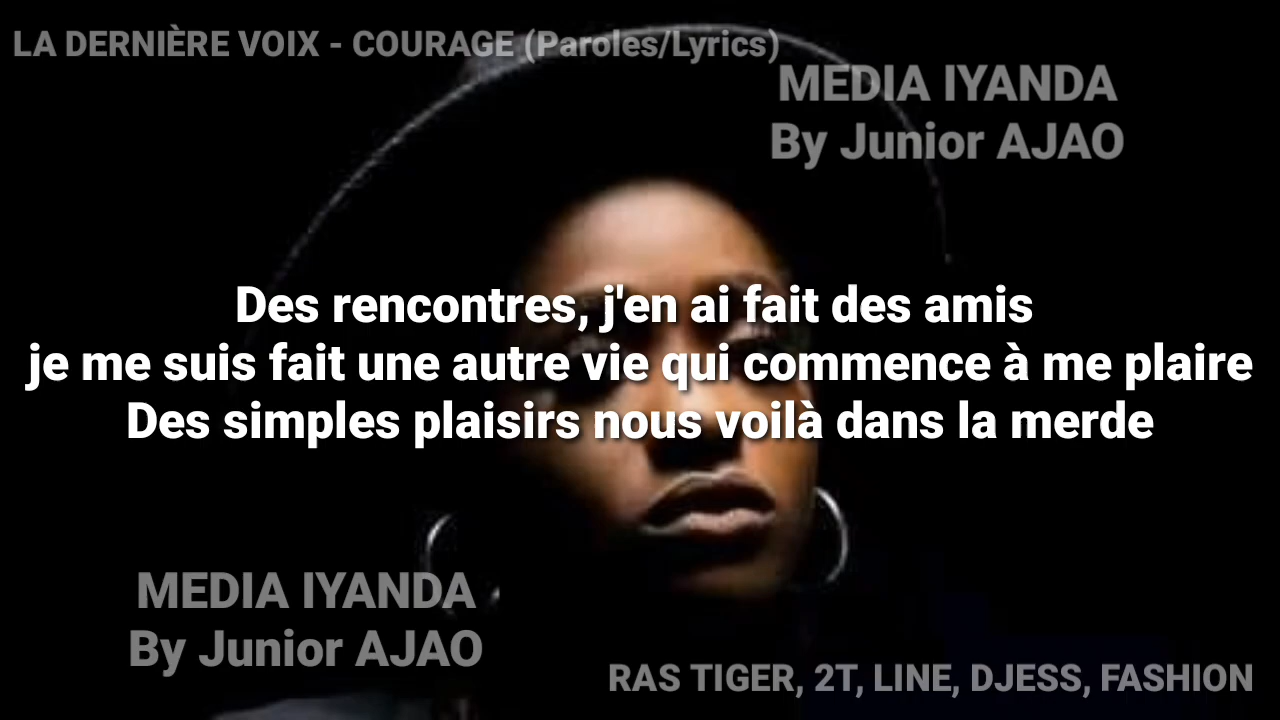 LA DERNIÈRE VOIX - COURAGE (Paroles/Lyrics)
MEDIA IYANDA
By Junior AJAO
Des rencontres, j'en ai fait des amis
je me suis fait une autre vie qui commence à me plaire
Des simples plaisirs nous voilà dans la merde
MEDIA IYANDA
By Junior AJAO
RAS TIGER, 2T, LINE, DJESS, FASHION